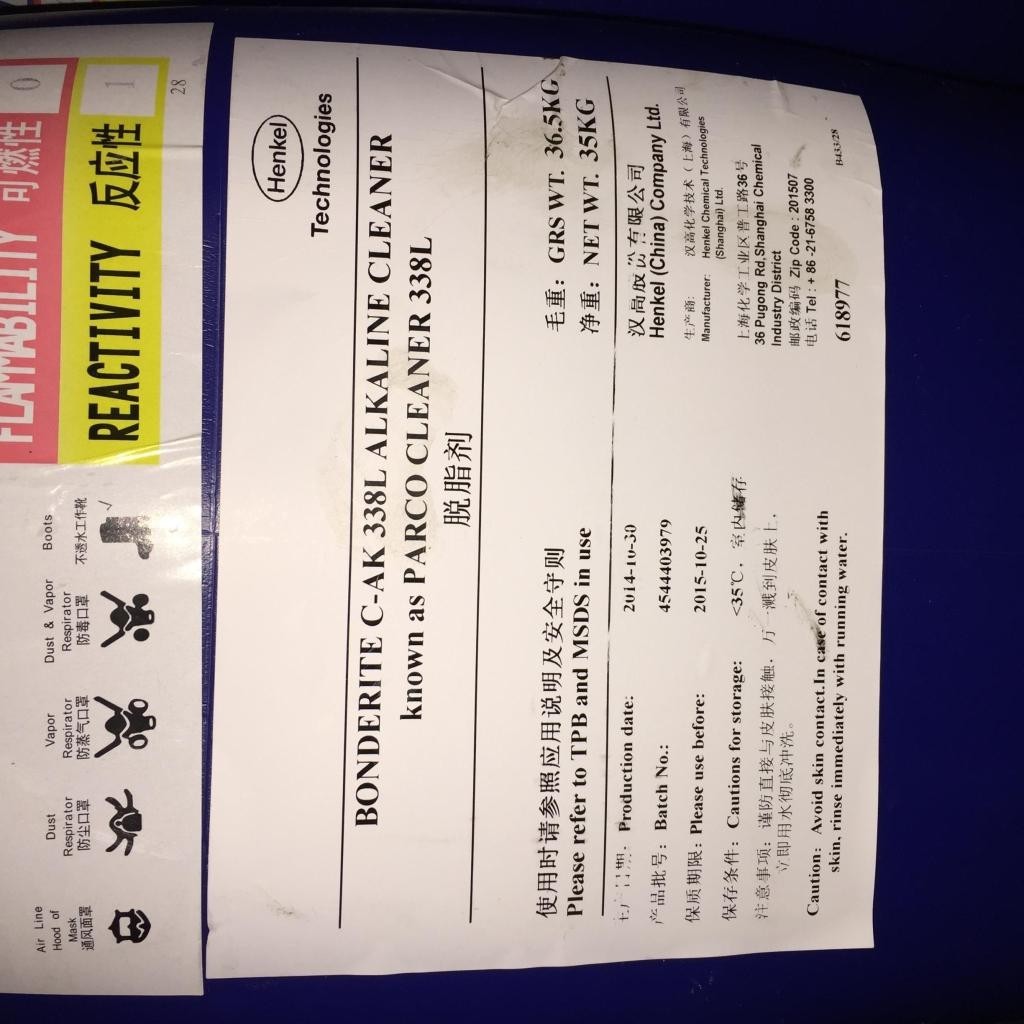 FLAMMABILITY 可燃性 0
REACTIVITY 反应性 1
28
Air Line
Hood of
Mask
通风面罩
Dust
Respirator
防尘口罩
Vapor
Respirator
防蒸气口罩
Dust & Vapor
Respirator
防毒口罩
Boots
不透水工作靴
√
Henkel
Technologies
BONDERITE C-AK 338L ALKALINE CLEANER
known as PARCO CLEANER 338L
脱脂剂
使用时请参照应用说明及安全守则
Please refer to TPB and MSDS in use
毛重: GRS WT. 36.5KG
净重: NET WT. 35KG
Production date: 2014-10-30
产品批号: Batch No.: 4544403979
保质期限: Please use before: 2015-10-25
保存条件: Cautions for storage: <35℃, 室内储存
注意事项: 谨防直接与皮肤接触, 万一溅到皮肤上,
立即用水彻底冲洗。
Caution: Avoid skin contact.In case of contact with
skin, rinse immediately with running water.
汉高股份有限公司
Henkel (China) Company Ltd.
生产商: 汉高化学技术(上海)有限公司
Manufacturer: Henkel Chemical Technologies
(Shanghai) Ltd.
上海化学工业区普工路36号
36 Pugong Rd,Shanghai Chemical
Industry District
邮政编码 Zip Code : 201507
电话 Tel : + 86 -21-6758 3300
618977
B433/28